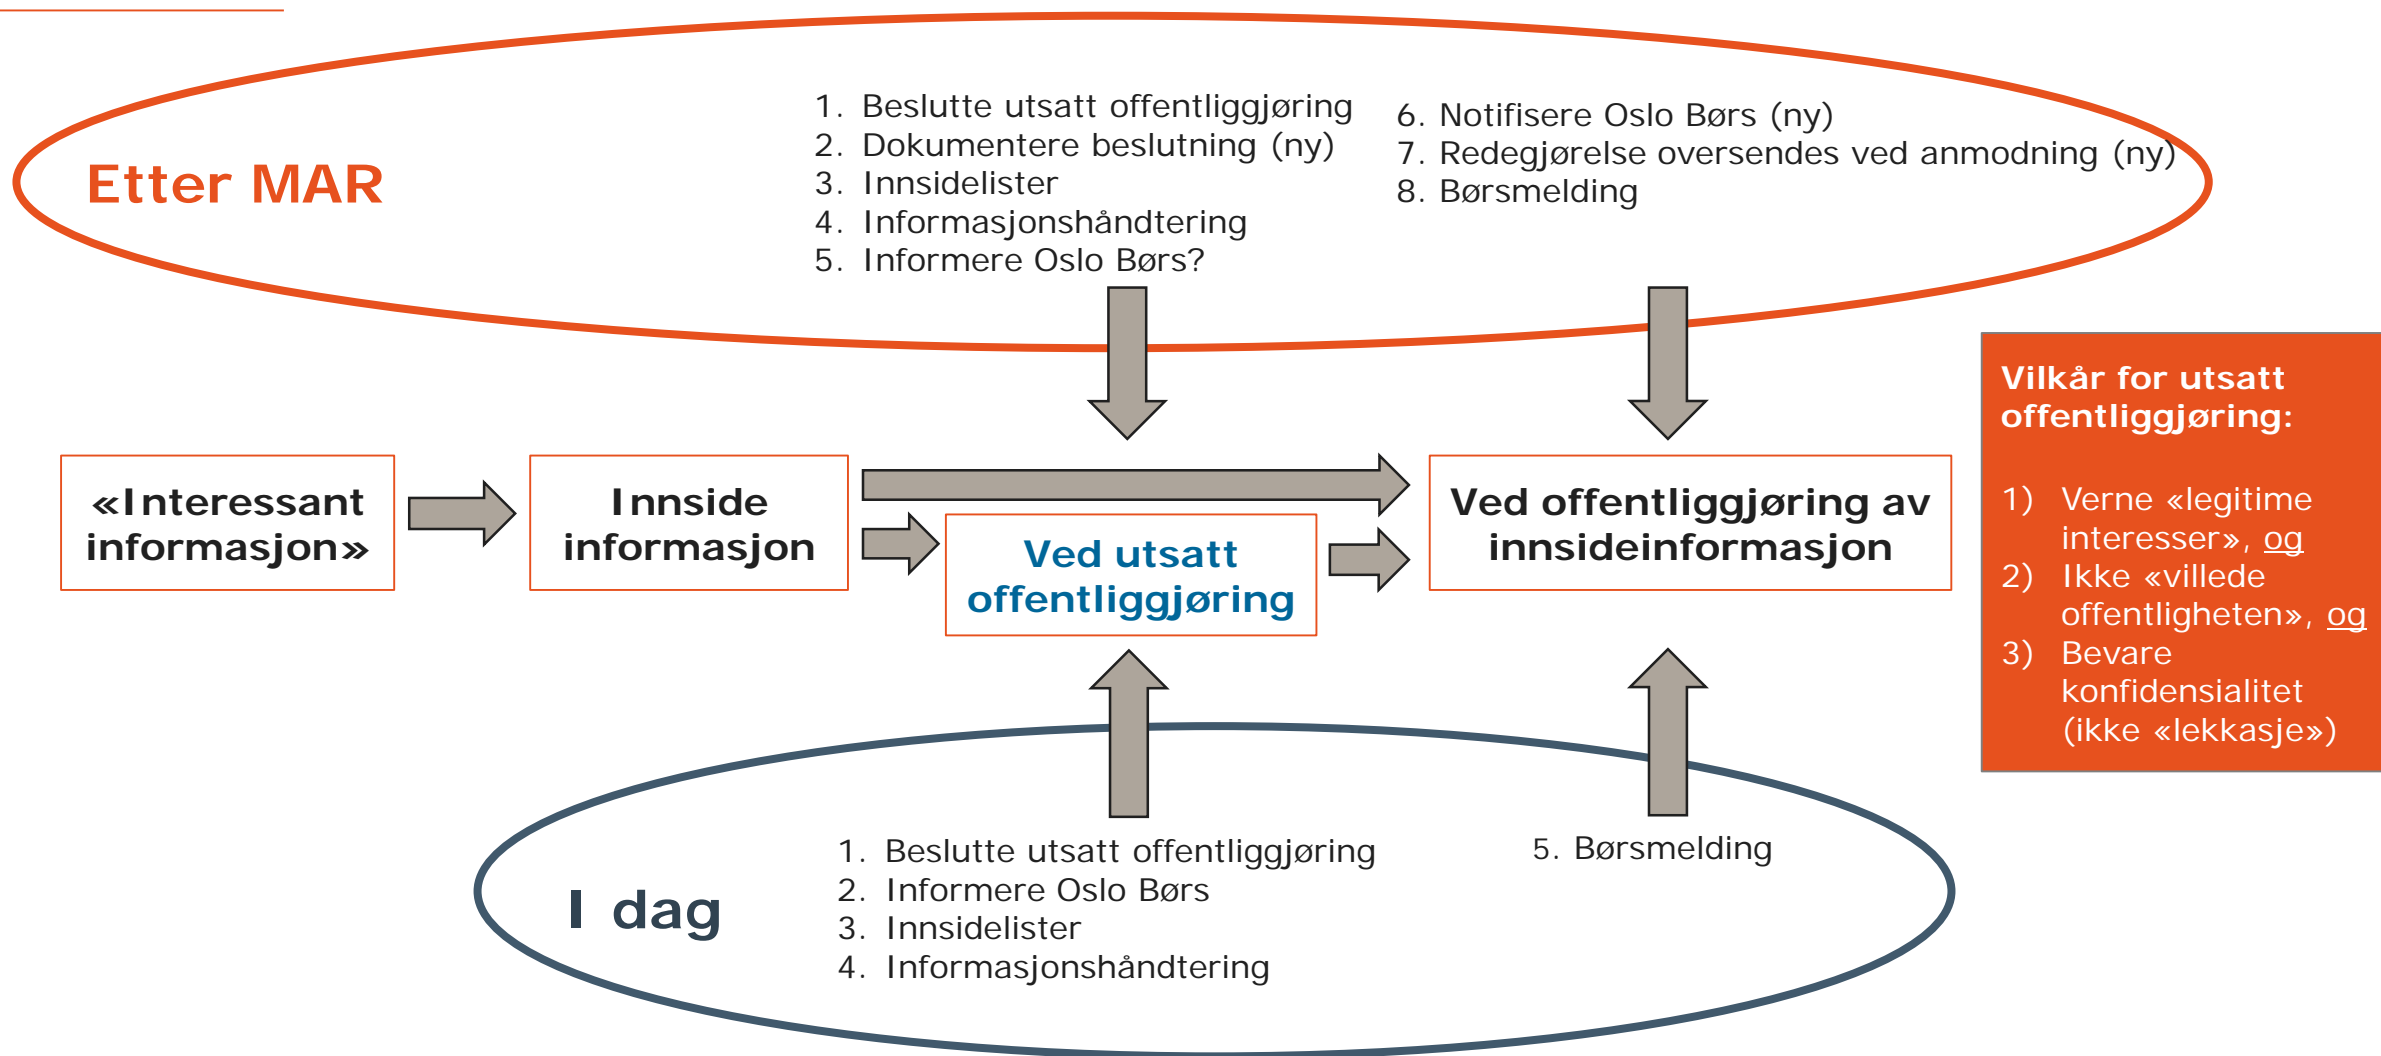 1. Beslutte utsatt offentliggjøring
2. Dokumentere beslutning (ny)
3. Innsidelister
4. Informasjonshåndtering
5. Informere Oslo Børs?
6. Notifisere Oslo Børs (ny)
7. Redegjørelse oversendes ved anmodning (ny)
8. Børsmelding
Etter MAR
«Interessant
informasjon»
Innside
informasjon
Ved utsatt
offentliggjøring
Ved offentliggjøring av
innsideinformasjon
Vilkår for utsatt
offentliggjøring:
1) Verne «legitime
interesser», og
2) Ikke «villede
offentligheten», og
3) Bevare
konfidensialitet
(ikke «lekkasje»)
I dag
1. Beslutte utsatt offentliggjøring
2. Informere Oslo Børs
3. Innsidelister
4. Informasjonshåndtering
5. Børsmelding